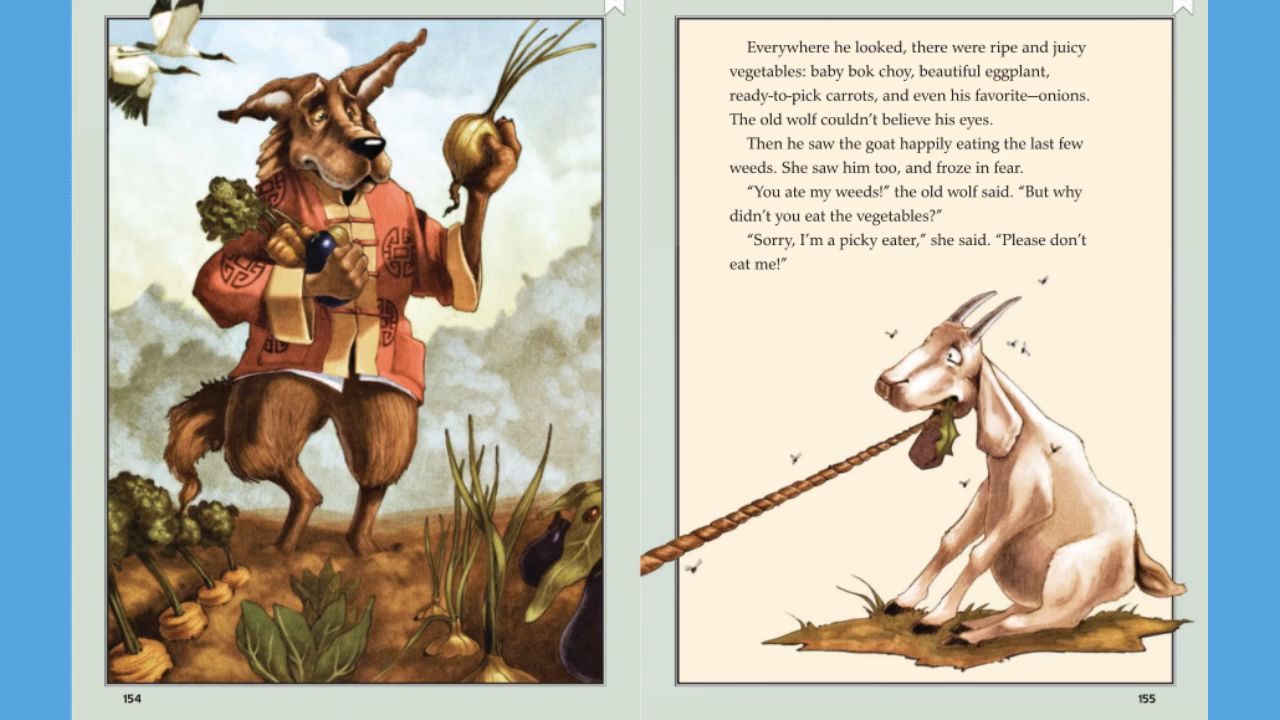 Everywhere he looked, there were ripe and juicy
vegetables: baby bok choy, beautiful eggplant,
ready-to-pick carrots, and even his favorite—onions.
The old wolf couldn't believe his eyes.
Then he saw the goat happily eating the last few
weeds. She saw him too, and froze in fear.
“You ate my weeds!” the old wolf said. “But why
didn't you eat the vegetables?”
“Sorry, I'm a picky eater,” she said. “Please don't
eat me!”
154
155